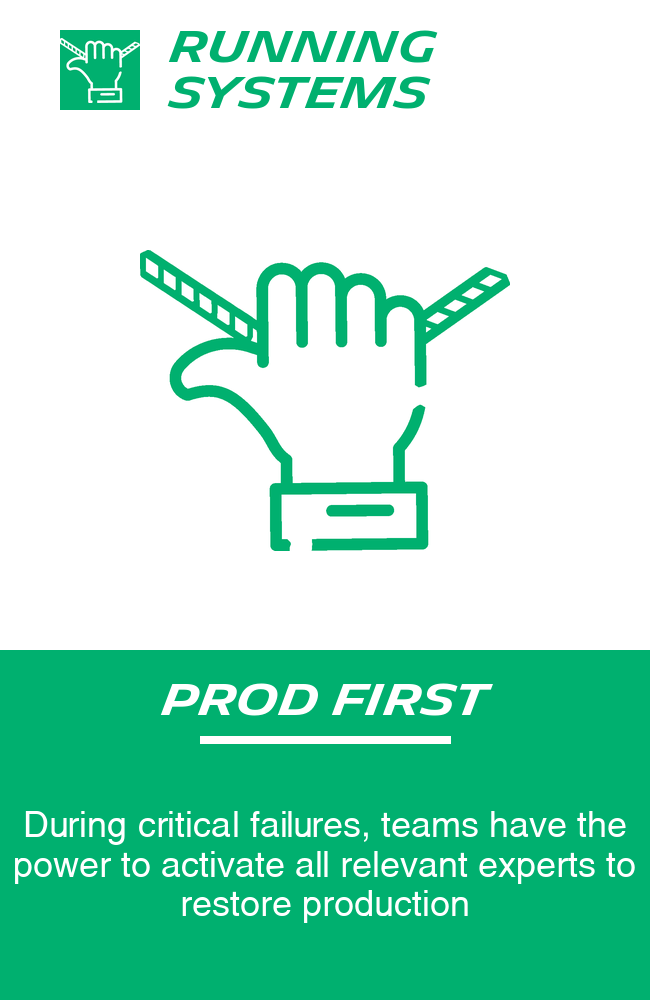 RUNNING
SYSTEMS
PROD FIRST
During critical failures, teams have the
power to activate all relevant experts to
restore production